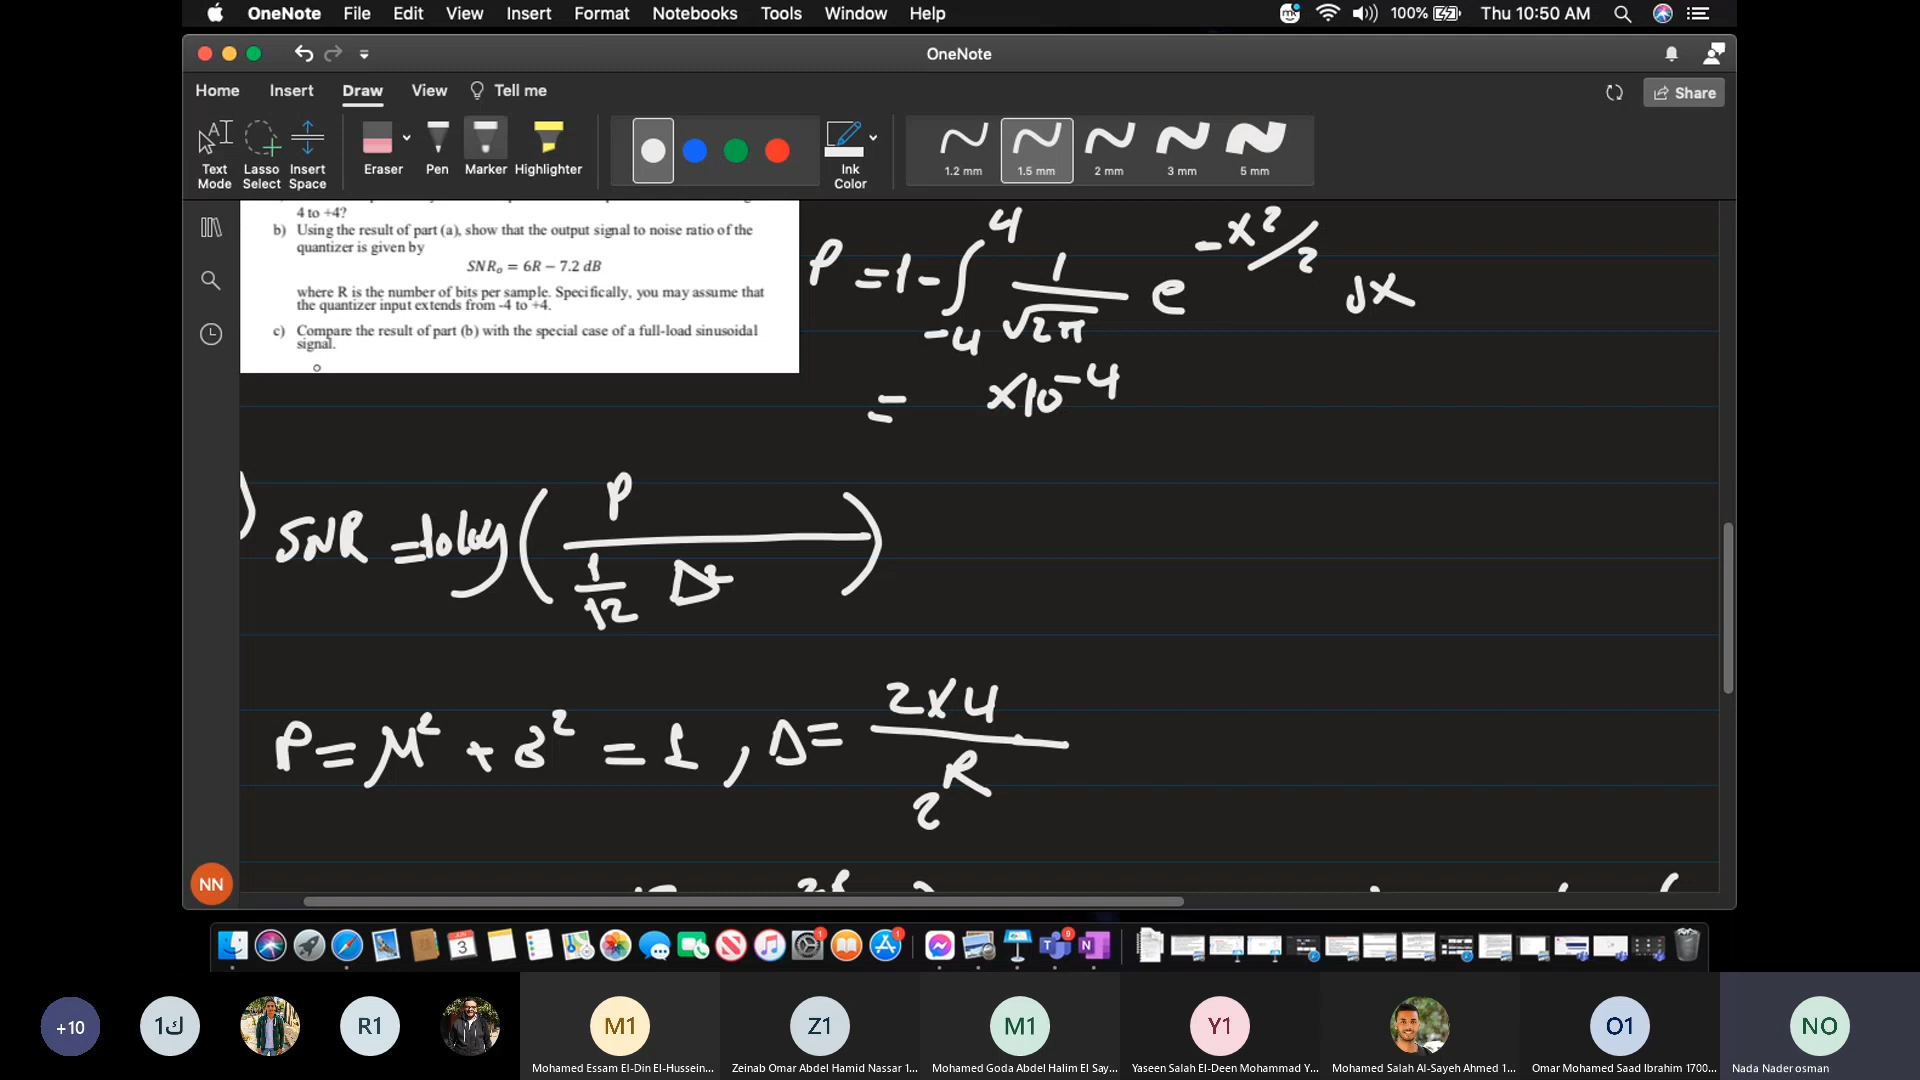 OneNote File Edit View Insert Format Notebooks Tools Window Help
100% Thu 10:50 AM
OneNote
Home Insert Draw View Tell me
Share
Text Mode
Lasso Select
Insert Space
Eraser
Pen
Marker
Highlighter
Ink Color
1.2 mm
1.5 mm
2 mm
3 mm
5 mm
4 to +4?
b) Using the result of part (a), show that the output signal to noise ratio of the
quantizer is given by
SNRₒ = 6R − 7.2 dB
where R is the number of bits per sample. Specifically, you may assume that
the quantizer input extends from -4 to +4.
c) Compare the result of part (b) with the special case of a full-load sinusoidal
signal.
P = 1 - ∫_{-4}^{4} 1/√2π e^{-x²/2} dx
= x10^{-4}
) SNR = 10 log ( P / (1/12 Δ²) )
P = μ² + σ² = 1 , Δ = 2x4 / 2^R
NN
JUN
3
+10
1ك
R1
M1
Z1
M1
Y1
O1
NO
Mohamed Essam El-Din El-Hussein...
Zeinab Omar Abdel Hamid Nassar 1...
Mohamed Goda Abdel Halim El Say...
Yaseen Salah El-Deen Mohammad Y...
Mohamed Salah Al-Sayeh Ahmed 1...
Omar Mohamed Saad Ibrahim 1700...
Nada Nader osman